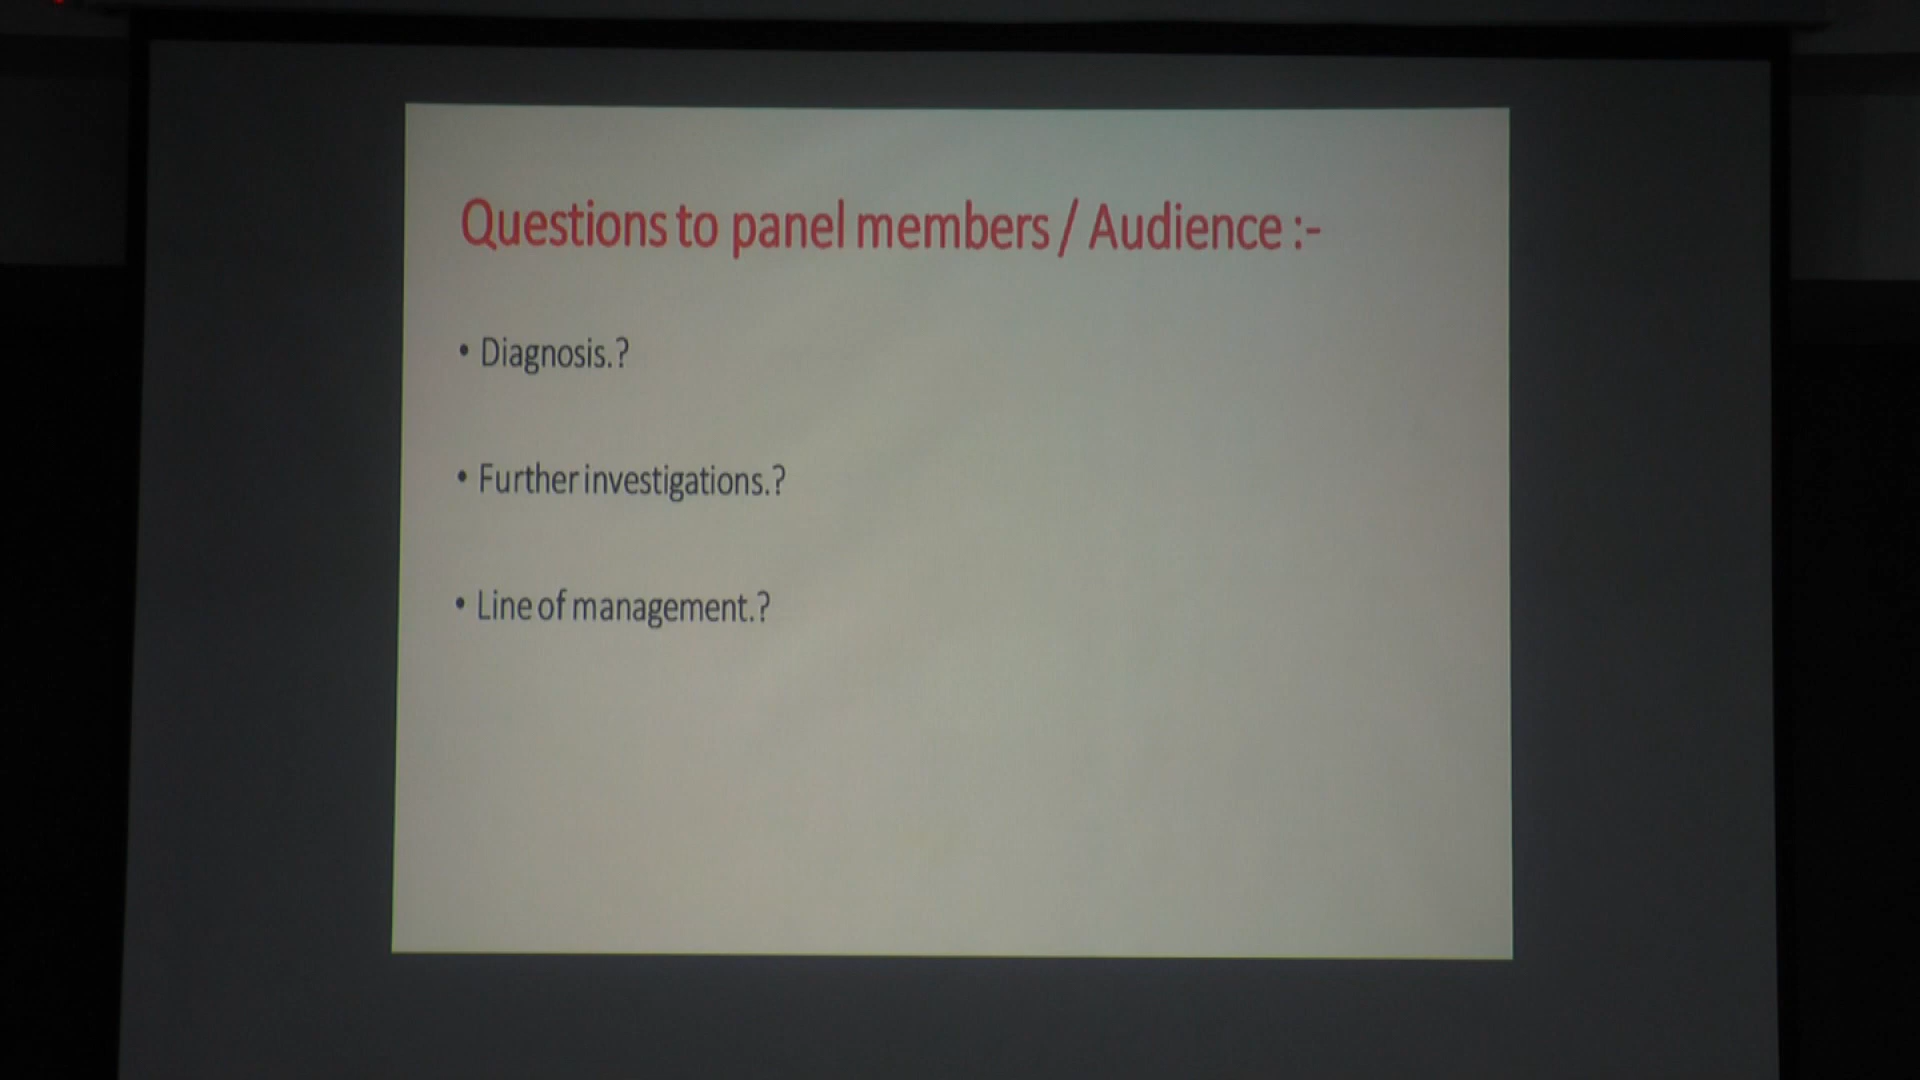 Questions to panel members / Audience :-
• Diagnosis.?
• Further investigations.?
• Line of management.?